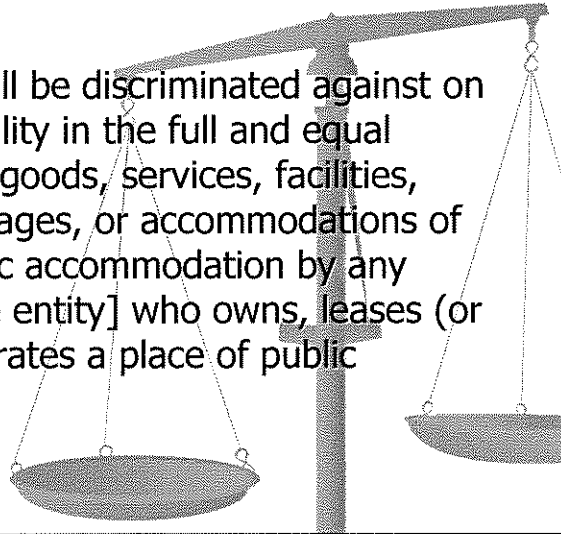 ll be discriminated against on
lity in the full and equal
goods, services, facilities,
ages, or accommodations of
c accommodation by any
entity] who owns, leases (or
rates a place of public